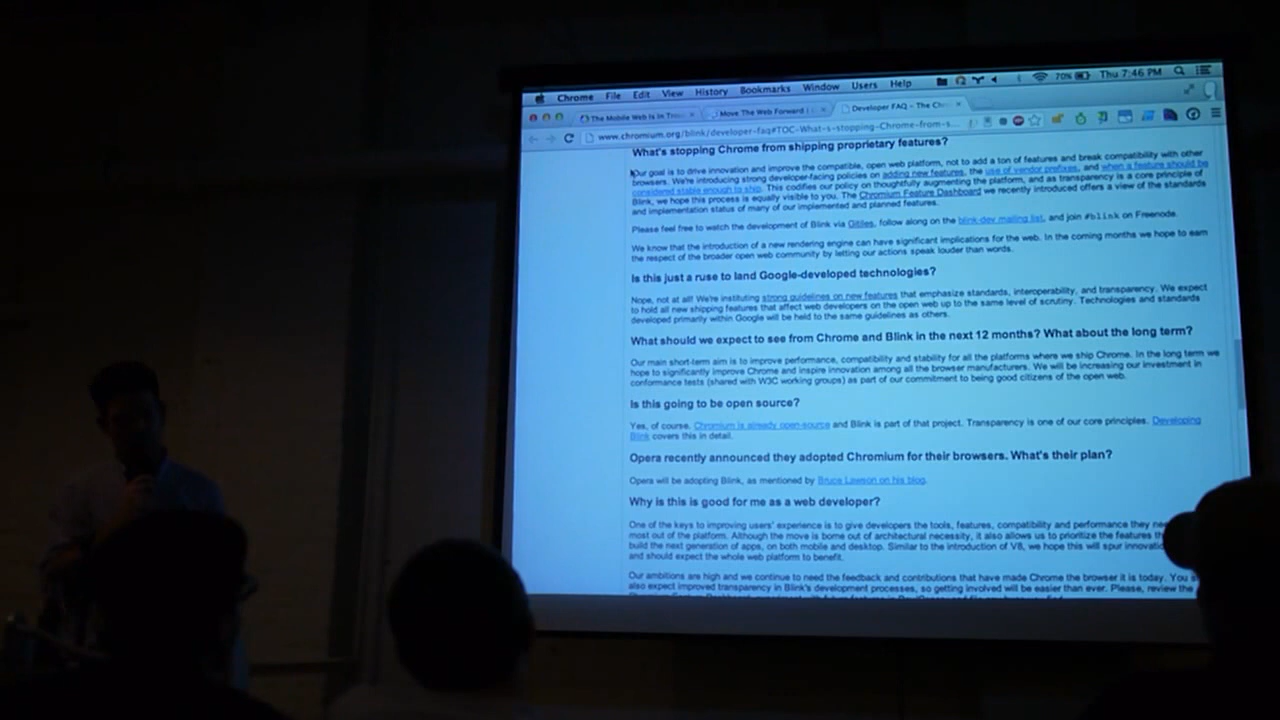 Chrome File Edit View History Bookmarks Window Users Help 70% Thu 7:46 PM
The Mobile Web Is In Trou Move The Web Forward | Developer FAQ - The Chr
www.chromium.org/blink/developer-faq#TOC-What-s-stopping-Chrome-from-s...
What's stopping Chrome from shipping proprietary features?
Our goal is to drive innovation and improve the compatible, open web platform, not to add a ton of features and break compatibility with other
browsers. We're introducing strong developer-facing policies on adding new features, the use of vendor prefixes, and when a feature should be
considered stable enough to ship. This codifies our policy on thoughtfully augmenting the platform, and as transparency is a core principle of
Blink, we hope this process is equally visible to you. The Chromium Feature Dashboard we recently introduced offers a view of the standards
and implementation status of many of our implemented and planned features.
Please feel free to watch the development of Blink via Gitiles, follow along on the blink-dev mailing list, and join #blink on Freenode.
We know that the introduction of a new rendering engine can have significant implications for the web. In the coming months we hope to earn
the respect of the broader open web community by letting our actions speak louder than words.
Is this just a ruse to land Google-developed technologies?
Nope, not at all! We're instituting strong guidelines on new features that emphasize standards, interoperability, and transparency. We expect
to hold all new shipping features that affect web developers on the open web up to the same level of scrutiny. Technologies and standards
developed primarily within Google will be held to the same guidelines as others.
What should we expect to see from Chrome and Blink in the next 12 months? What about the long term?
Our main short-term aim is to improve performance, compatibility and stability for all the platforms where we ship Chrome. In the long term we
hope to significantly improve Chrome and inspire innovation among all the browser manufacturers. We will be increasing our investment in
conformance tests (shared with W3C working groups) as part of our commitment to being good citizens of the open web.
Is this going to be open source?
Yes, of course. Chromium is already open-source and Blink is part of that project. Transparency is one of our core principles. Developing
Blink covers this in detail.
Opera recently announced they adopted Chromium for their browsers. What's their plan?
Opera will be adopting Blink, as mentioned by Bruce Lawson on his blog.
Why is this is good for me as a web developer?
One of the keys to improving users' experience is to give developers the tools, features, compatibility and performance they
most out of the platform. Although the move is borne out of architectural necessity, it also allows us to prioritize the features
build the next generation of apps, on both mobile and desktop. Similar to the introduction of V8, we hope this will spur
and should expect the whole web platform to benefit.
Our ambitions are high and we continue to need the feedback and contributions that have made Chrome the browser it is today. You
also expect improved transparency in Blink's development processes, so getting involved will be easier than ever. Please, review the